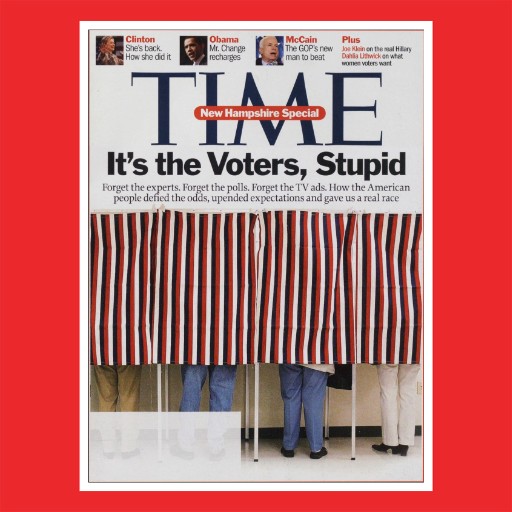 Clinton
She's back.
How she did it
Obama
Mr. Change
recharges
McCain
The GOP's new
man to beat
Plus
Joe Klein on the real Hillary
Dahlia Lithwick on what
women voters want
TIME
New Hampshire Special
It's the Voters, Stupid
Forget the experts. Forget the polls. Forget the TV ads. How the American
people defied the odds, upended expectations and gave us a real race